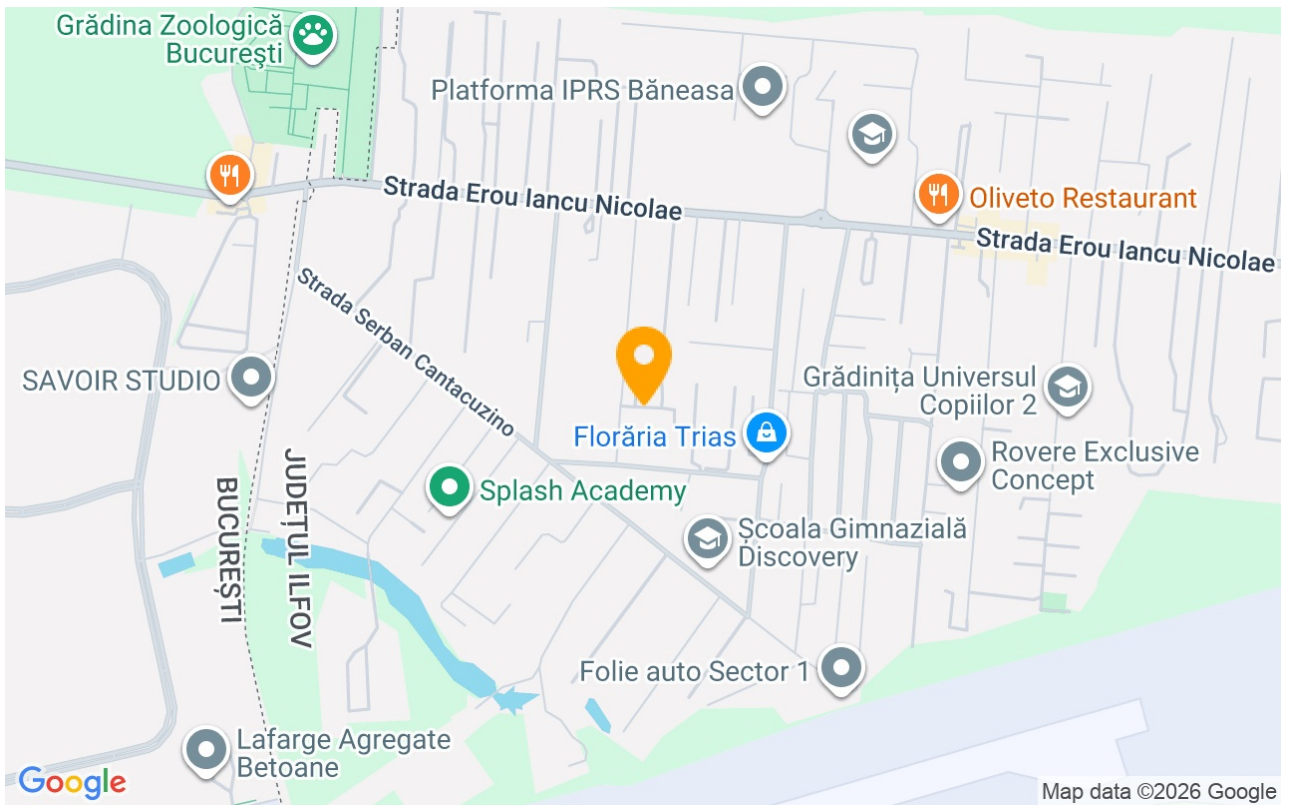 Grădina Zoologică
Bucureşti
Platforma IPRS Băneasa
Strada Erou Iancu Nicolae
Oliveto Restaurant
Strada Erou Iancu Nicolae
Strada Serban Cantacuzino
SAVOIR STUDIO
Grădinița Universul
Copiilor 2
Florăria Trias
Rovere Exclusive
Concept
Splash Academy
JUDEȚUL ILFOV
BUCUREȘTI
Școala Gimnazială
Discovery
Folie auto Sector 1
Lafarge Agregate
Betoane
Google
Map data ©2026 Google